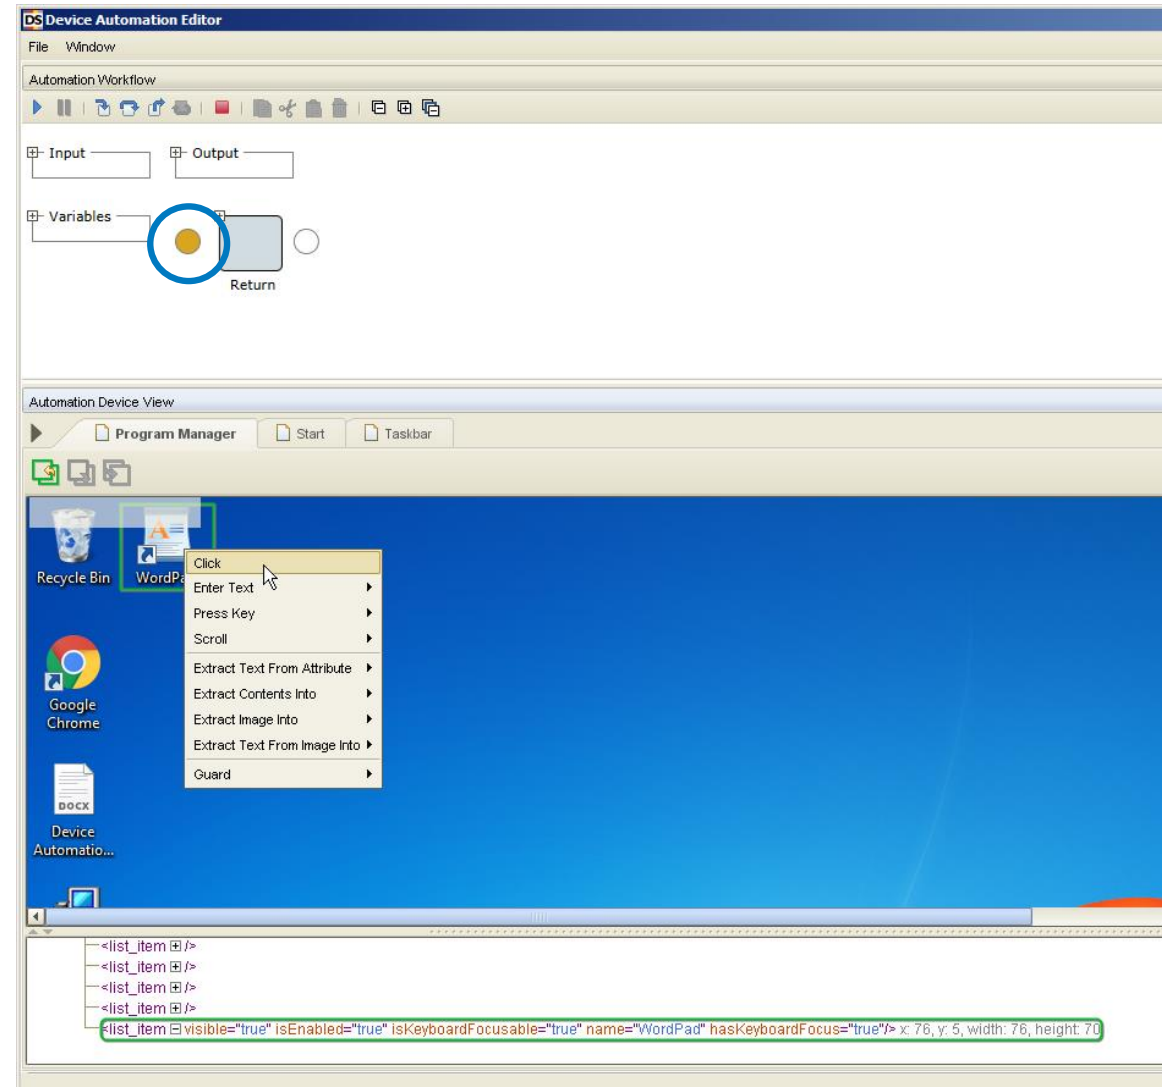 DS Device Automation Editor
File Window
Automation Workflow
Input Output
Variables
Return
Automation Device View
Program Manager Start Taskbar
Recycle Bin WordPa
Click
Enter Text
Press Key
Scroll
Extract Text From Attribute
Extract Contents Into
Extract Image Into
Extract Text From Image Into
Guard
Google
Chrome
DOCX
Device
Automatio...
<list_item />
<list_item />
<list_item />
<list_item />
<list_item visible="true" isEnabled="true" isKeyboardFocusable="true" name="WordPad" hasKeyboardFocus="true"/> x: 76, y: 5, width: 76, height: 70